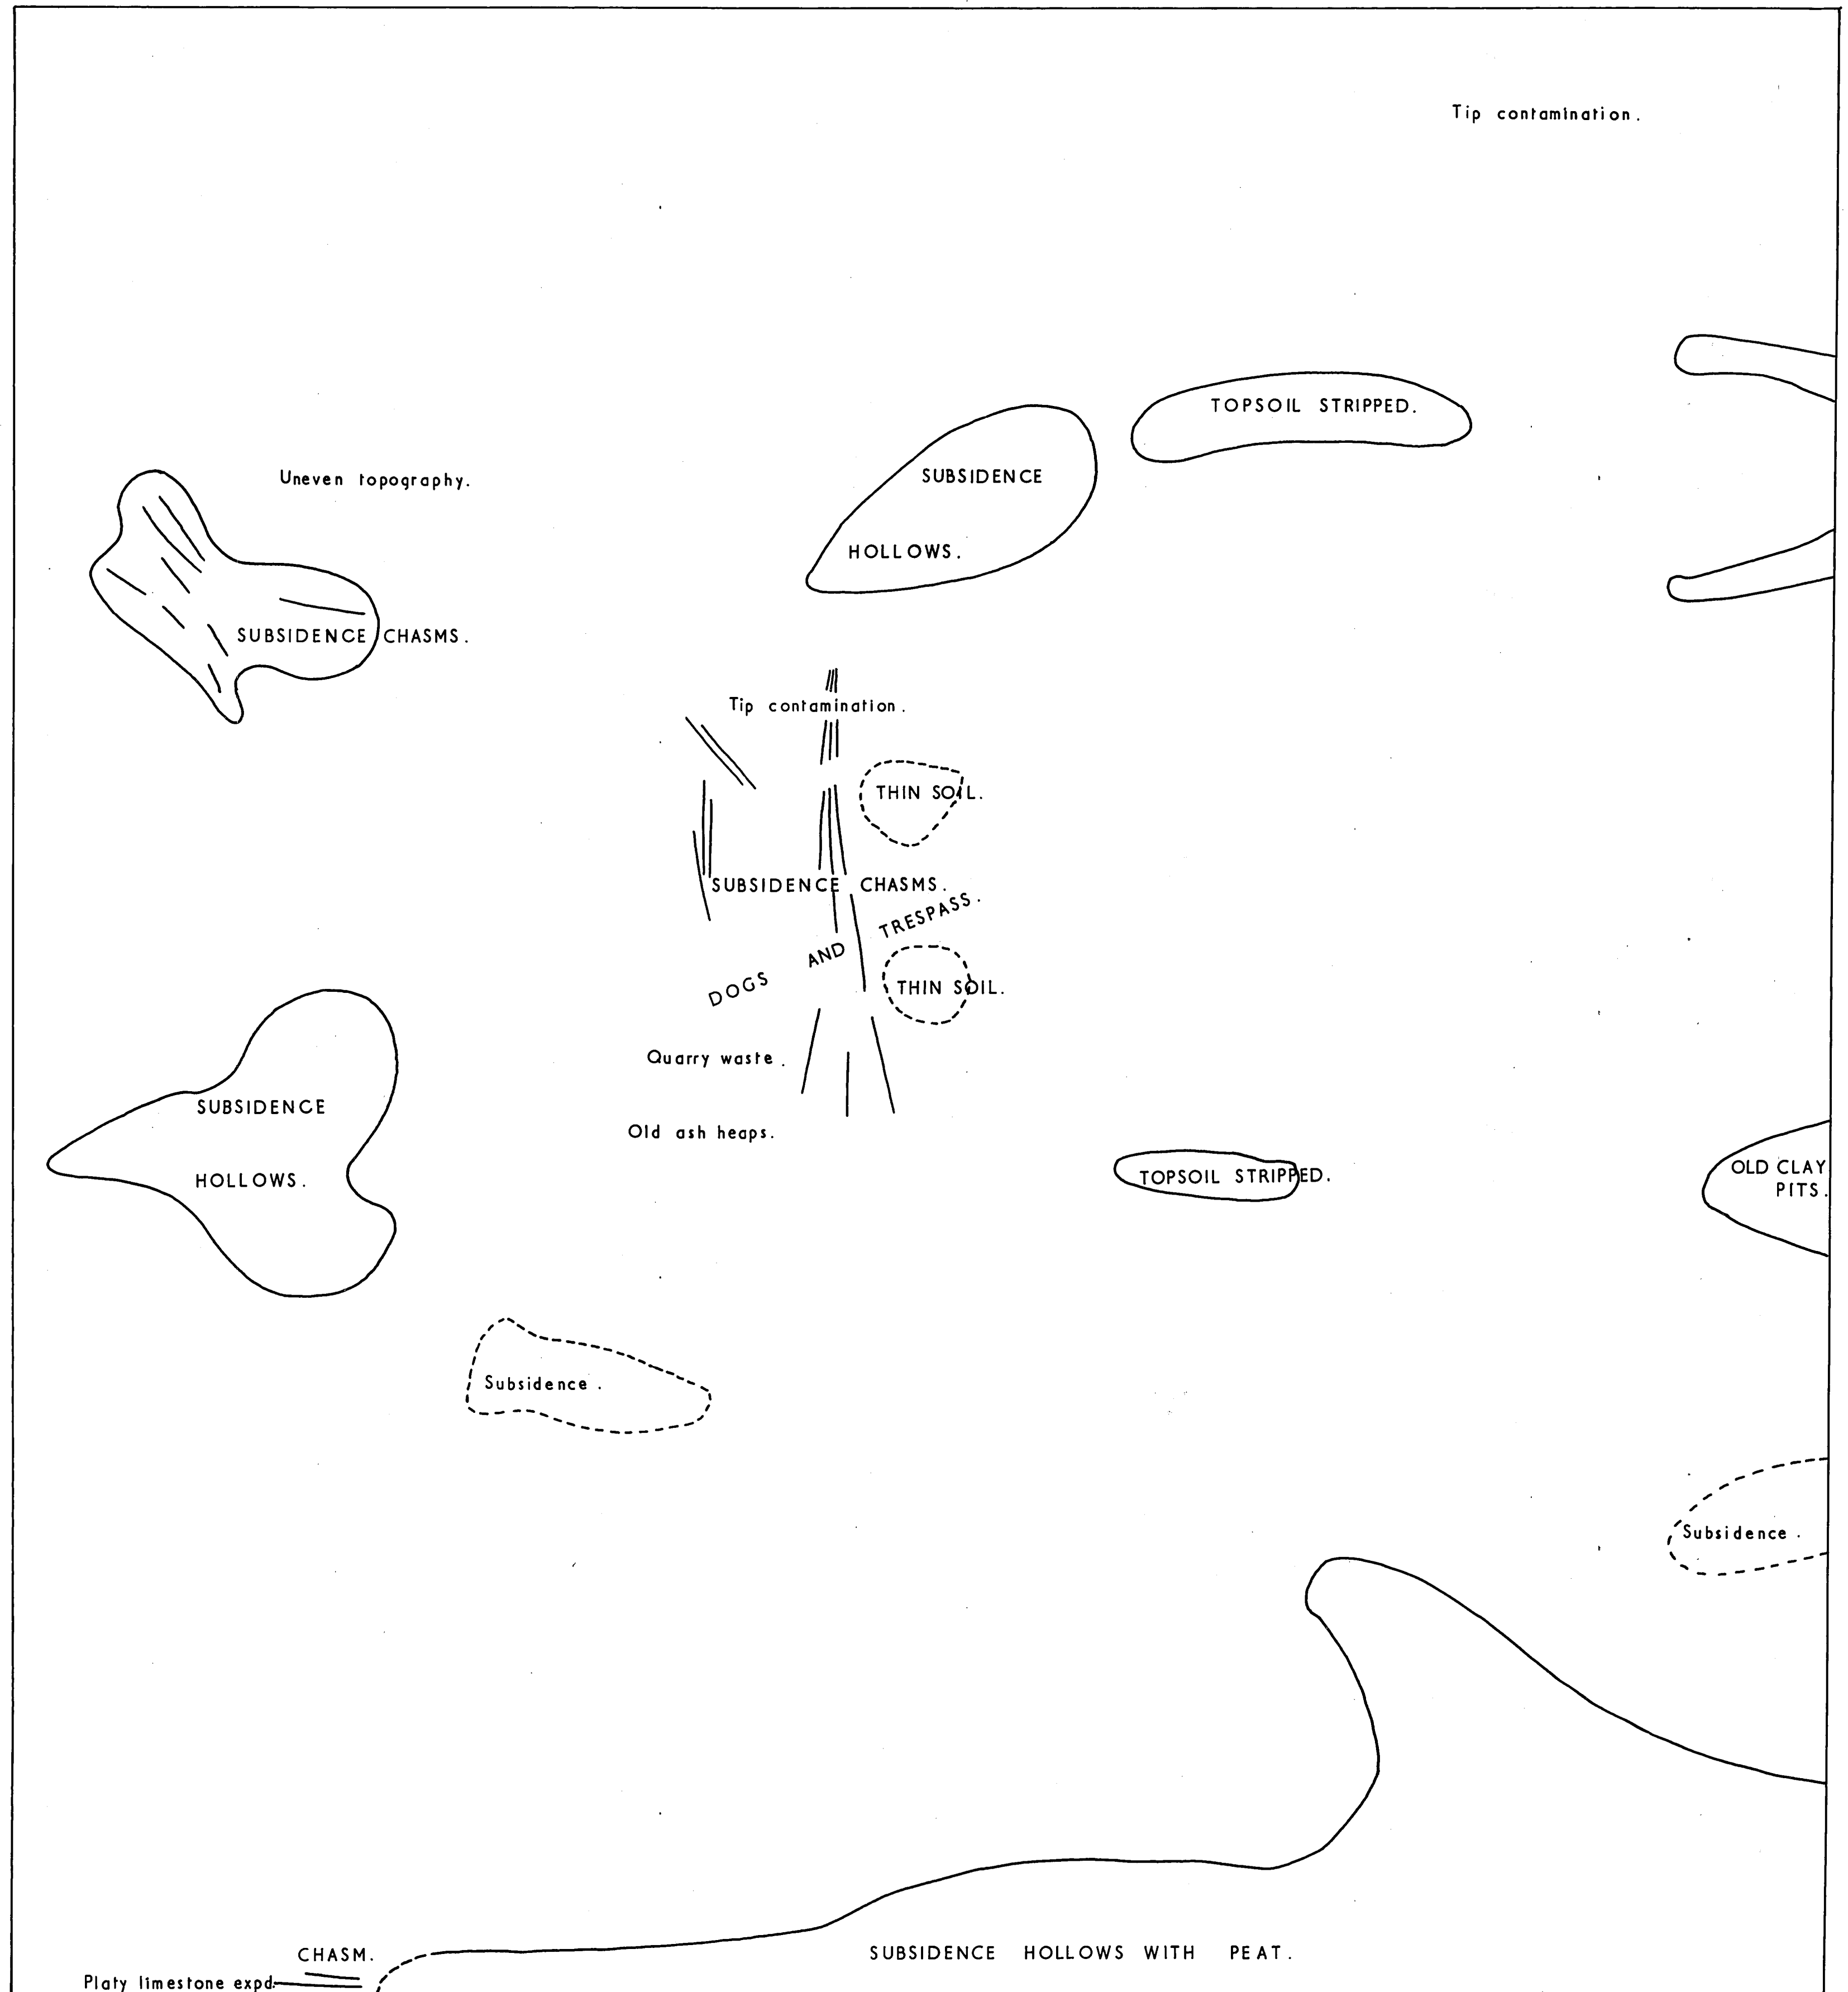 Tip contamination.
TOPSOIL STRIPPED.
SUBSIDENCE
HOLLOWS.
Uneven topography.
SUBSIDENCE CHASMS.
Tip contamination.
THIN SOIL.
SUBSIDENCE CHASMS.
DOGS AND TRESPASS.
THIN SOIL.
Quarry waste.
Old ash heaps.
SUBSIDENCE
HOLLOWS.
TOPSOIL STRIPPED.
OLD CLAY
PITS.
Subsidence.
Subsidence.
CHASM.
SUBSIDENCE HOLLOWS WITH PEAT.
Platy limestone expd.